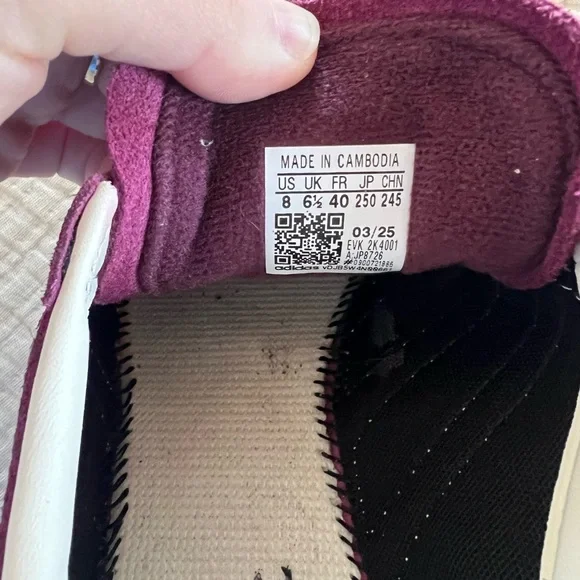 MADE IN CAMBODIA
US UK FR JP CHN
8 6½ 40 250 245
03/25
EVK 2K4001
A:JP8726
#:0900721866
adidas